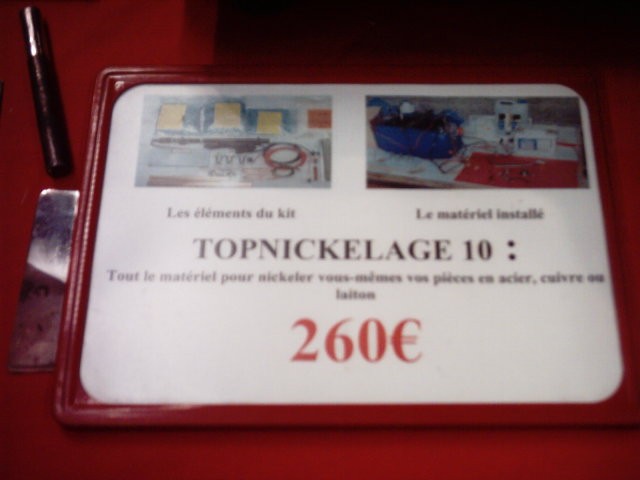 Les éléments du kit
Le matériel installé
TOPNICKELAGE 10 :
Tout le matériel pour nickeler vous-mêmes vos pièces en acier, cuivre ou
laiton
260€